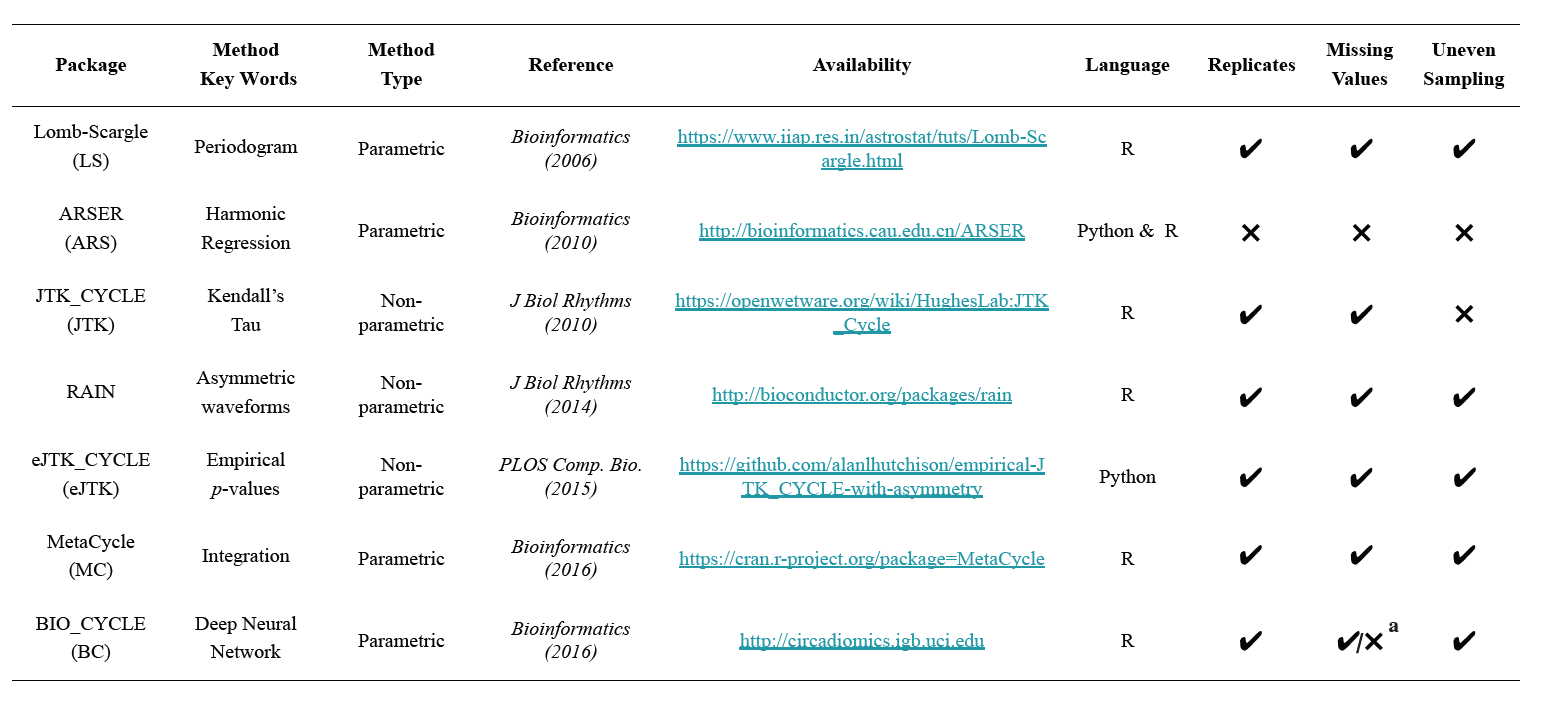 Package
Method
Key Words
Method
Type
Reference
Availability
Language
Replicates
Missing
Values
Uneven
Sampling
Lomb-Scargle
(LS)
Periodogram
Parametric
Bioinformatics
(2006)
https://www.iiap.res.in/astrostat/tuts/Lomb-Sc
argle.html
R
✔
✔
✔
ARSER
(ARS)
Harmonic
Regression
Parametric
Bioinformatics
(2010)
http://bioinformatics.cau.edu.cn/ARSER
Python & R
✕
✕
✕
JTK_CYCLE
(JTK)
Kendall’s
Tau
Non-
parametric
J Biol Rhythms
(2010)
https://openwetware.org/wiki/HughesLab:JTK
_Cycle
R
✔
✔
✕
RAIN
Asymmetric
waveforms
Non-
parametric
J Biol Rhythms
(2014)
http://bioconductor.org/packages/rain
R
✔
✔
✔
eJTK_CYCLE
(eJTK)
Empirical
p-values
Non-
parametric
PLOS Comp. Bio.
(2015)
https://github.com/alanlhutchison/empirical-J
TK_CYCLE-with-asymmetry
Python
✔
✔
✔
MetaCycle
(MC)
Integration
Parametric
Bioinformatics
(2016)
https://cran.r-project.org/package=MetaCycle
R
✔
✔
✔
BIO_CYCLE
(BC)
Deep Neural
Network
Parametric
Bioinformatics
(2016)
http://circadiomics.igb.uci.edu
R
✔
✔/✕ a
✔